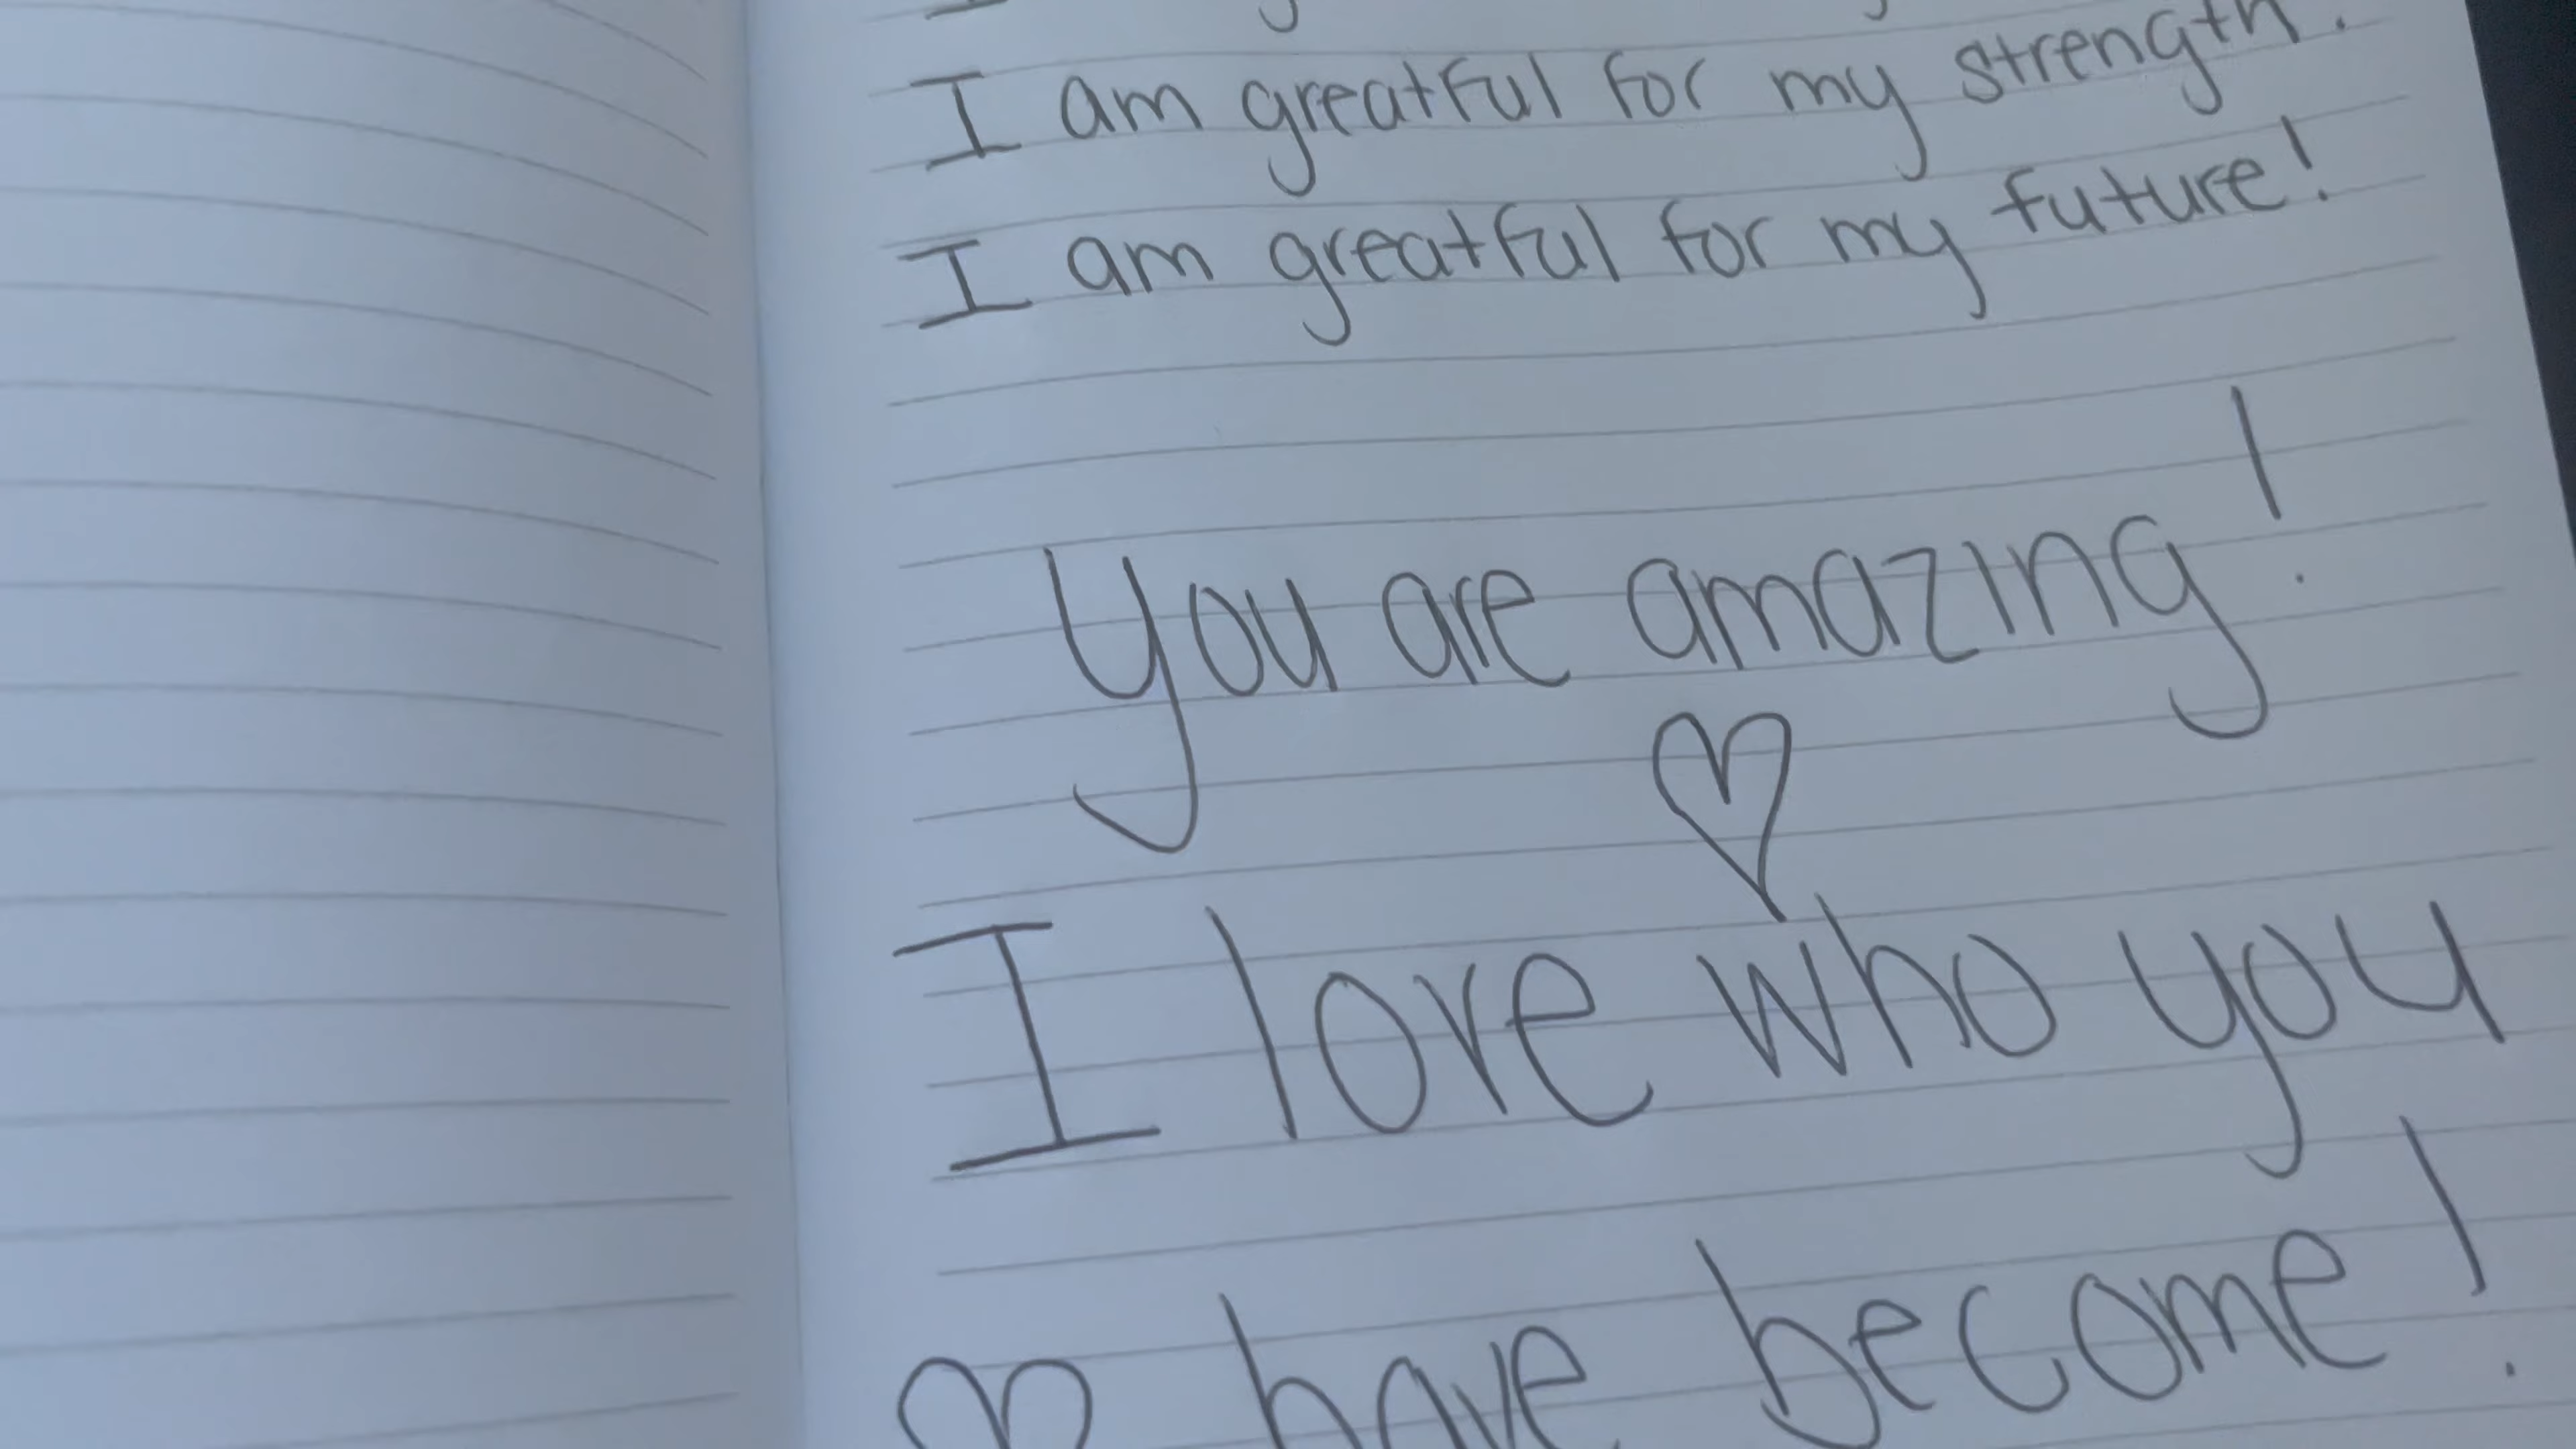 I am greatful for my strength.
I am greatful for my future!
you are amazing!
I love who you
have become!